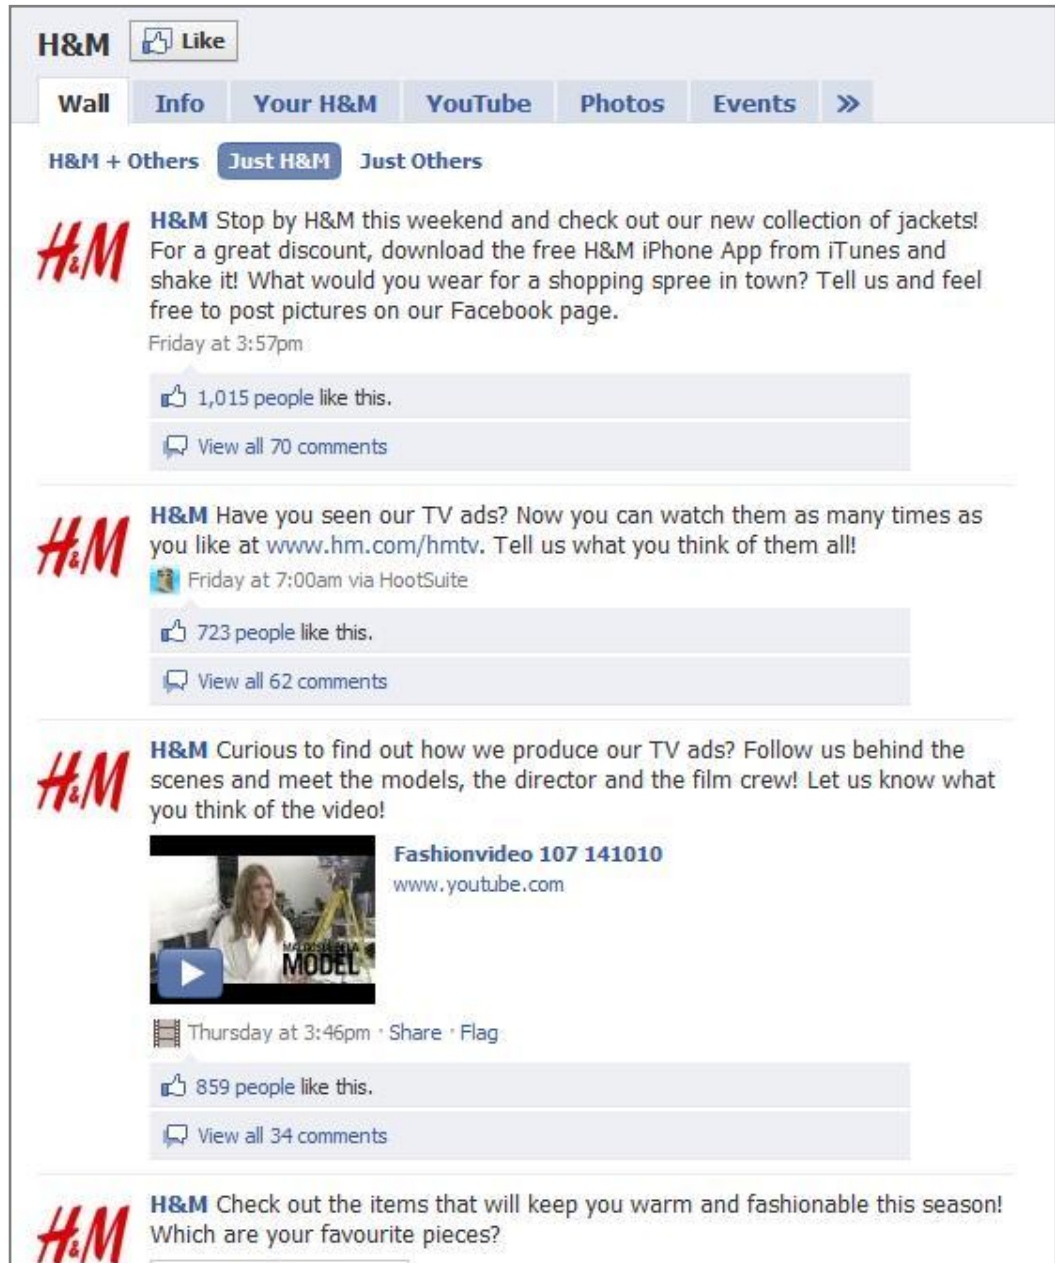 H&M Like
Wall Info Your H&M YouTube Photos Events »
H&M + Others Just H&M Just Others
H&M H&M Stop by H&M this weekend and check out our new collection of jackets!
For a great discount, download the free H&M iPhone App from iTunes and
shake it! What would you wear for a shopping spree in town? Tell us and feel
free to post pictures on our Facebook page.
Friday at 3:57pm
1,015 people like this.
View all 70 comments
H&M H&M Have you seen our TV ads? Now you can watch them as many times as
you like at www.hm.com/hmtv. Tell us what you think of them all!
Friday at 7:00am via HootSuite
723 people like this.
View all 62 comments
H&M H&M Curious to find out how we produce our TV ads? Follow us behind the
scenes and meet the models, the director and the film crew! Let us know what
you think of the video!
Fashionvideo 107 141010
www.youtube.com
MODEL
Thursday at 3:46pm · Share · Flag
859 people like this.
View all 34 comments
H&M H&M Check out the items that will keep you warm and fashionable this season!
Which are your favourite pieces?